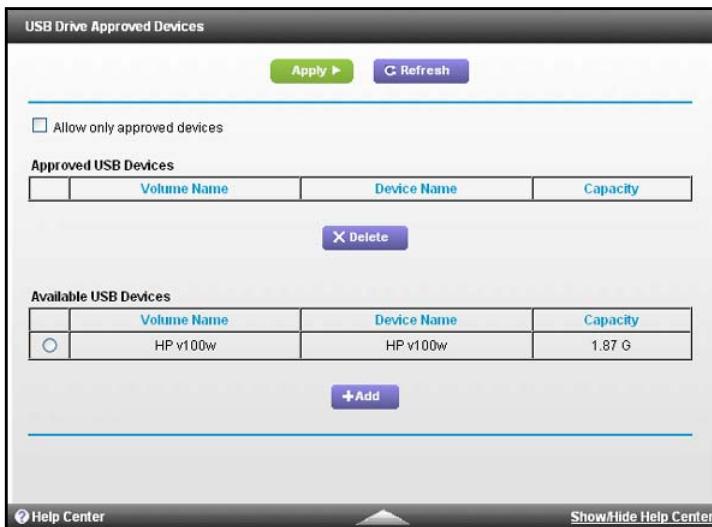 USB Drive Approved Devices
Apply Refresh
Allow only approved devices
Approved USB Devices
Volume Name Device Name Capacity
Delete
Available USB Devices
Volume Name Device Name Capacity
HP v100w HP v100w 1.87 G
+Add
Help Center Show/Hide Help Center